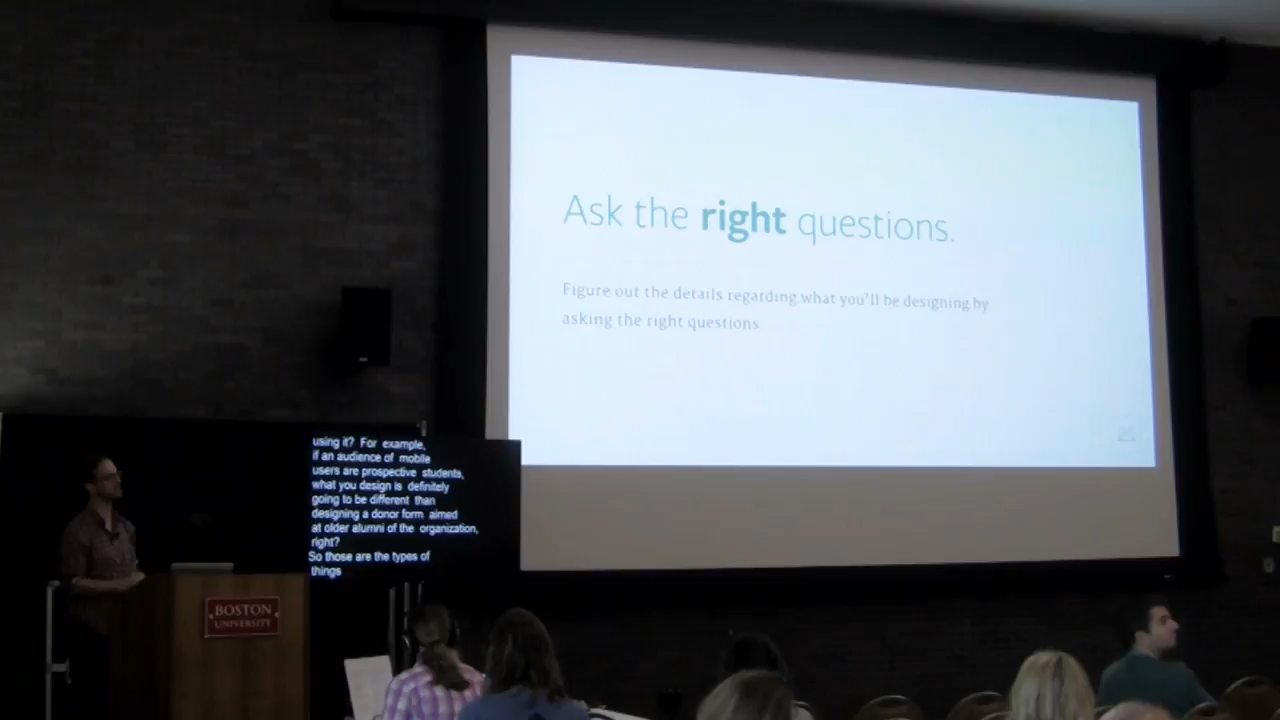 Ask the right questions.
Figure out the details regarding what you'll be designing by
asking the right questions
using it? For example,
if an audience of mobile
users are prospective students,
what you design is definitely
going to be different than
designing a donor form aimed
at older alumni of the organization,
right?
So those are the types of
things
BOSTON
UNIVERSITY